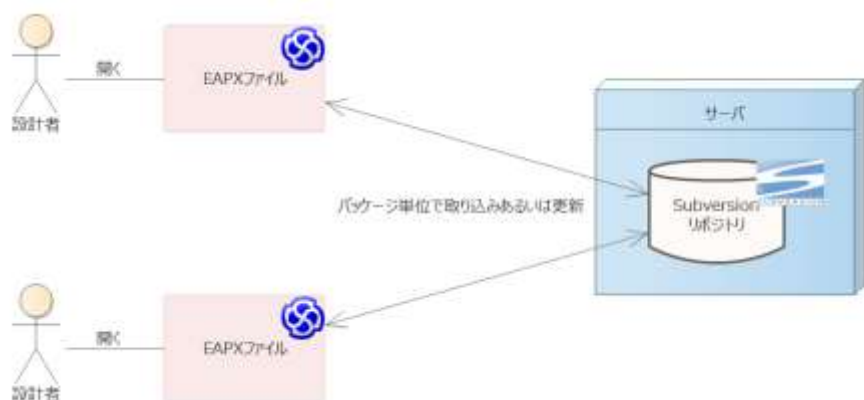 開く
EAPXファイル
設計者
サーバ
パッケージ単位で取り込みあるいは更新
Subversion
リポジトリ
開く
EAPXファイル
設計者